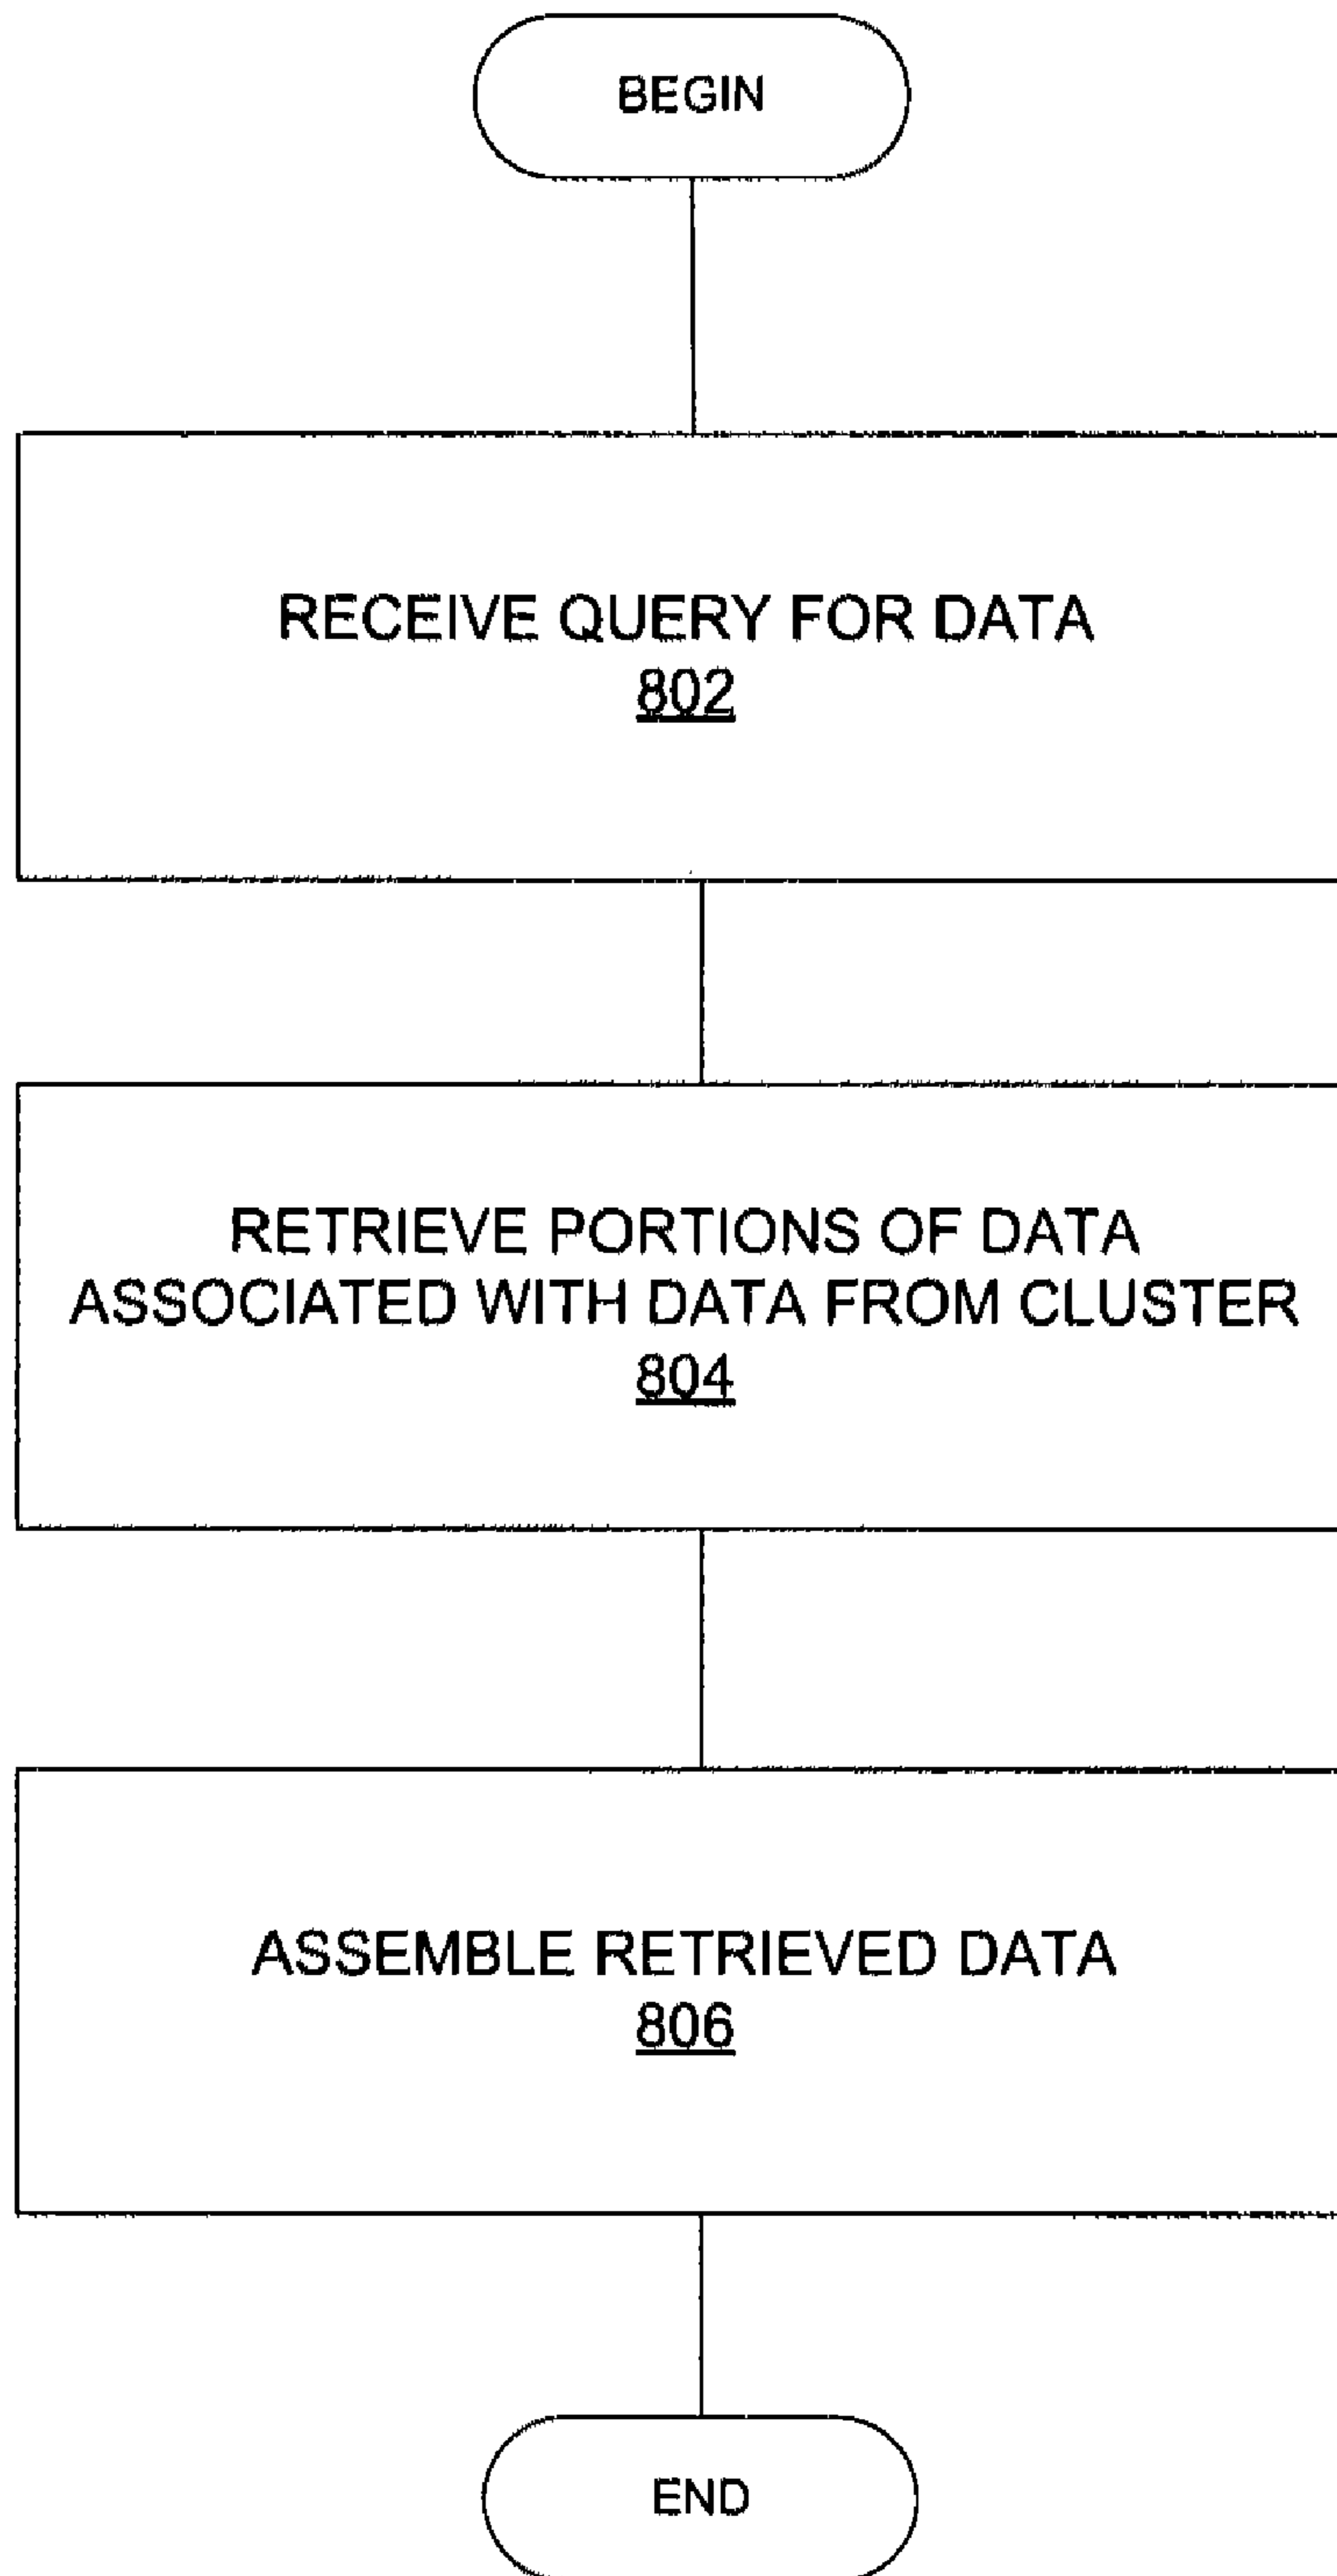 BEGIN
RECEIVE QUERY FOR DATA
802
RETRIEVE PORTIONS OF DATA
ASSOCIATED WITH DATA FROM CLUSTER
804
ASSEMBLE RETRIEVED DATA
806
END